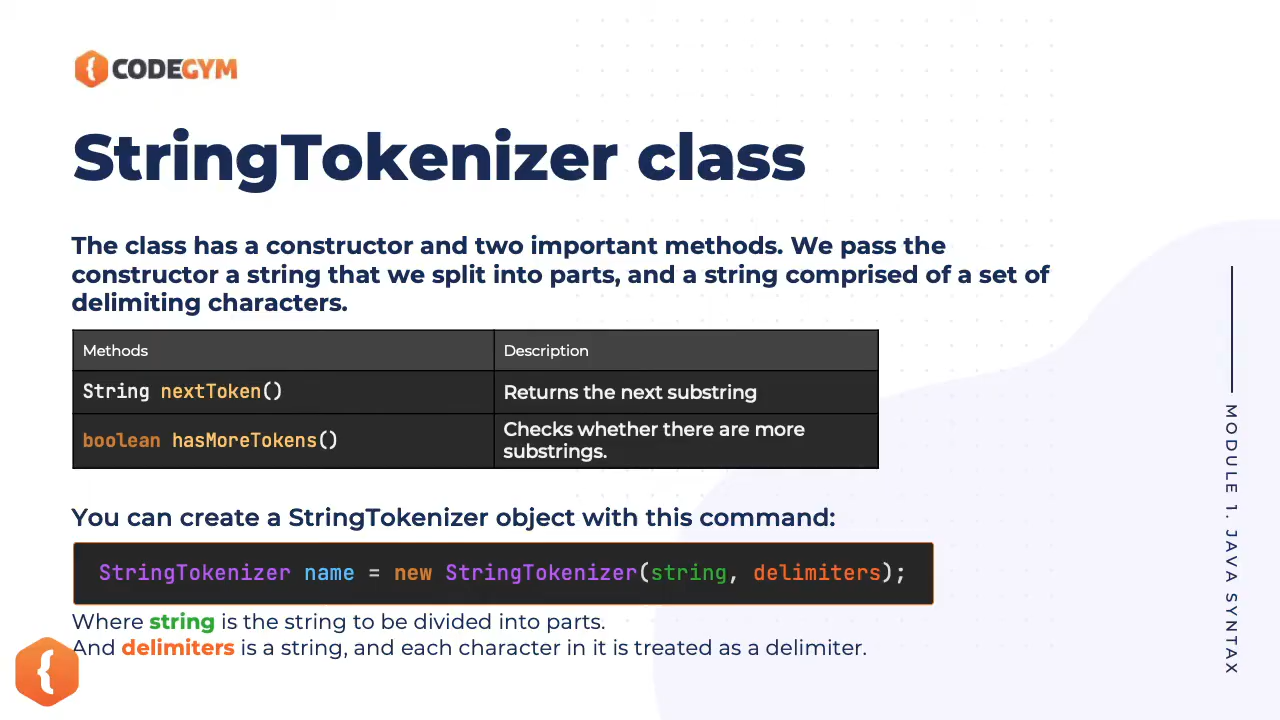 CODEGYM
StringTokenizer class
The class has a constructor and two important methods. We pass the
constructor a string that we split into parts, and a string comprised of a set of
delimiting characters.
Methods
Description
String nextToken()
Returns the next substring
boolean hasMoreTokens()
Checks whether there are more
substrings.
You can create a StringTokenizer object with this command:
StringTokenizer name = new StringTokenizer(string, delimiters);
Where string is the string to be divided into parts.
And delimiters is a string, and each character in it is treated as a delimiter.
MODULE 1. JAVA SYNTAX